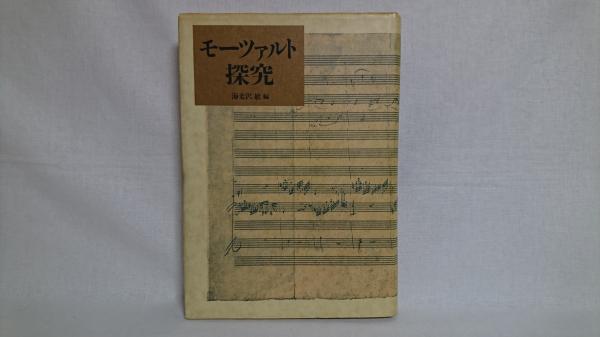 モーツァルト
探究
海老沢 敏 編